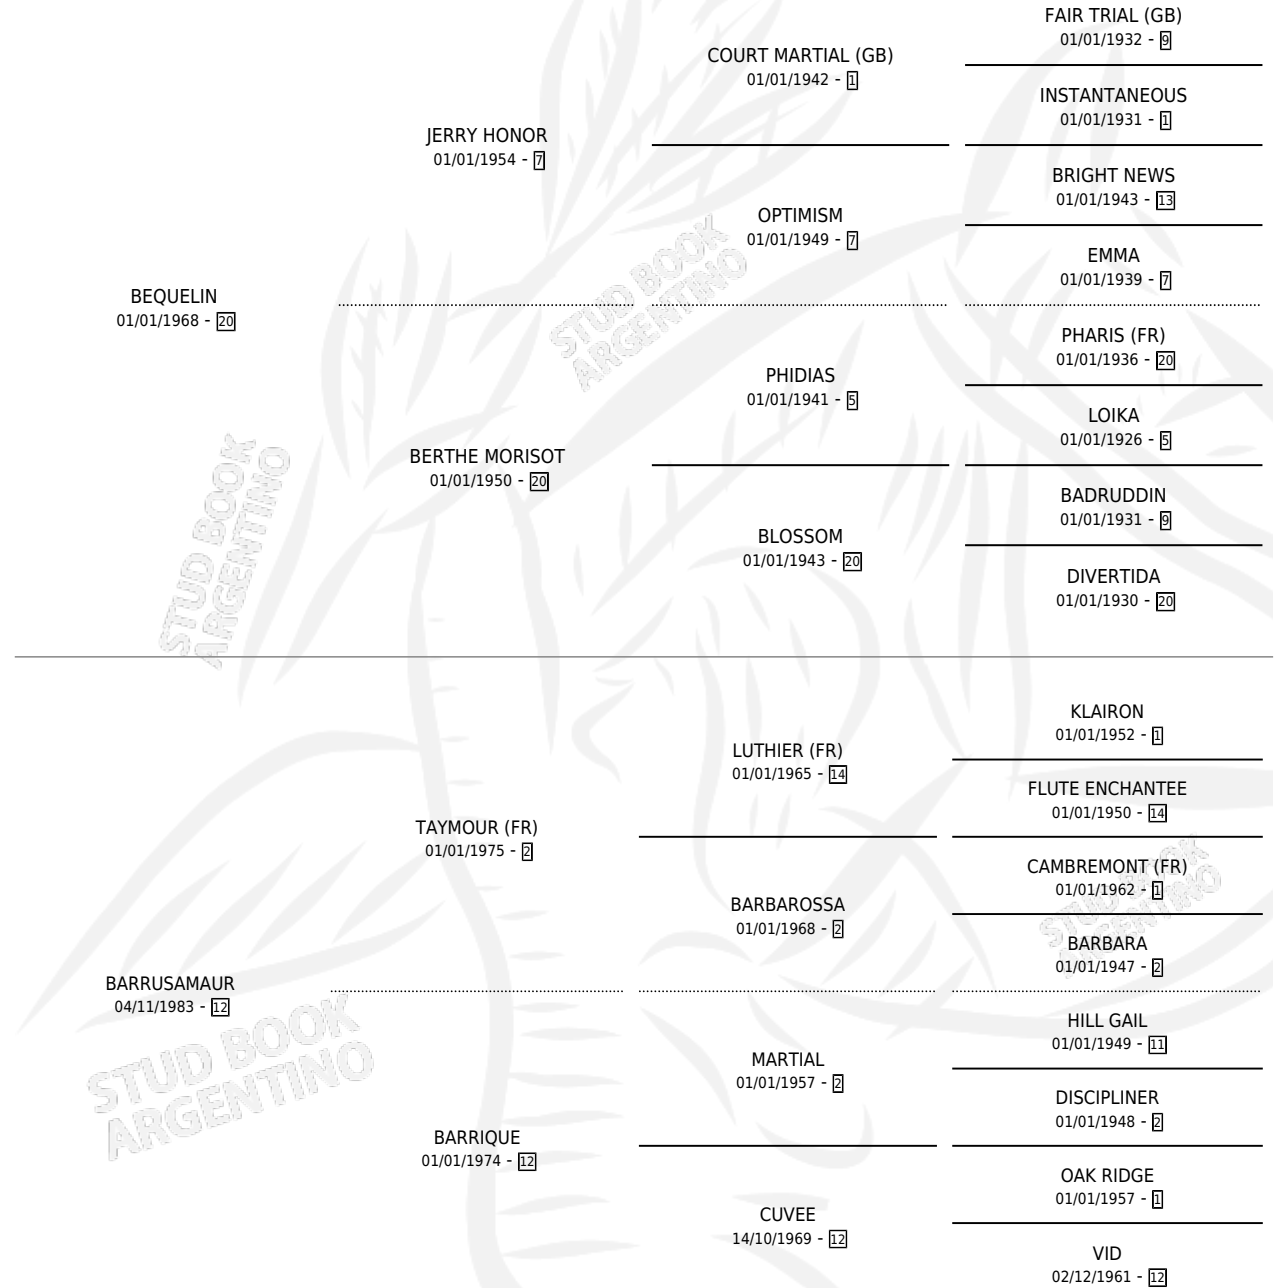 FAIR TRIAL (GB)
01/01/1932 - 9
COURT MARTIAL (GB)
01/01/1942 - 1
INSTANTANEOUS
01/01/1931 - 1
JERRY HONOR
01/01/1954 - 7
BRIGHT NEWS
01/01/1943 - 13
OPTIMISM
01/01/1949 - 7
EMMA
01/01/1939 - 7
BEQUELIN
01/01/1968 - 20
PHARIS (FR)
01/01/1936 - 20
PHIDIAS
01/01/1941 - 5
LOIKA
01/01/1926 - 5
BERTHE MORISOT
01/01/1950 - 20
BADRUDDIN
01/01/1931 - 9
BLOSSOM
01/01/1943 - 20
DIVERTIDA
01/01/1930 - 20
KLAIRON
01/01/1952 - 1
LUTHIER (FR)
01/01/1965 - 14
FLUTE ENCHANTEE
01/01/1950 - 14
TAYMOUR (FR)
01/01/1975 - 2
CAMBREMONT (FR)
01/01/1962 - 1
BARBAROSSA
01/01/1968 - 2
BARBARA
01/01/1947 - 2
BARRUSAMAUR
04/11/1983 - 12
HILL GAIL
01/01/1949 - 11
MARTIAL
01/01/1957 - 2
DISCIPLINER
01/01/1948 - 2
BARRIQUE
01/01/1974 - 12
OAK RIDGE
01/01/1957 - 1
CUVEE
14/10/1969 - 12
VID
02/12/1961 - 12
STUD BOOK
ARGENTINO
STUD BOOK
ARGENTINO
STUD BOOK
ARGENTINO
STUD BOOK
ARGENTINO